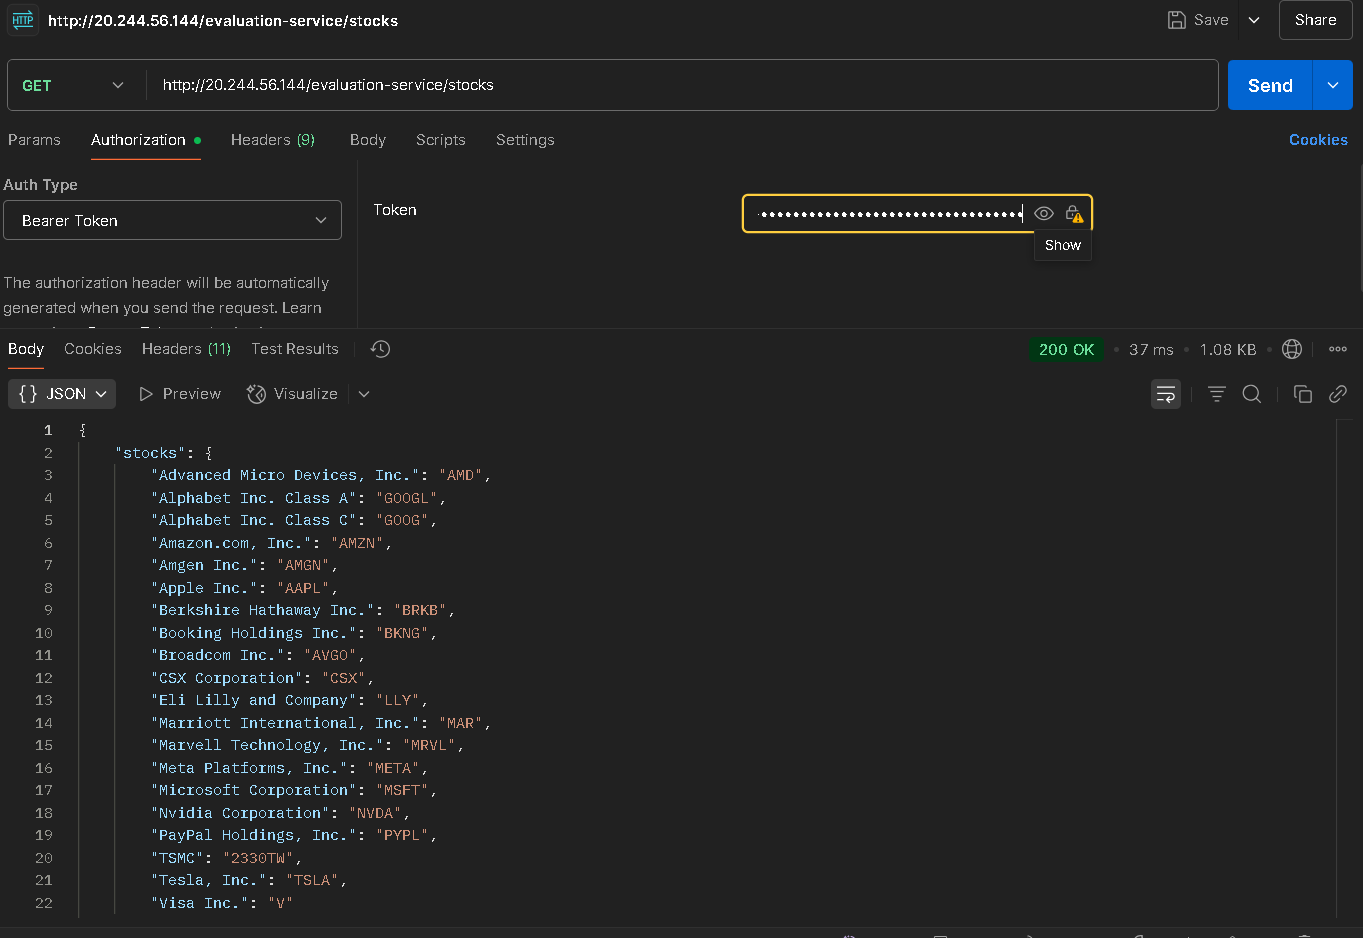 HTTP http://20.244.56.144/evaluation-service/stocks Save Share
GET http://20.244.56.144/evaluation-service/stocks Send
Params Authorization Headers (9) Body Scripts Settings Cookies
Auth Type
Bearer Token
Token
Show
The authorization header will be automatically
generated when you send the request. Learn
Body Cookies Headers (11) Test Results 200 OK • 37 ms • 1.08 KB •
{} JSON Preview Visualize
1 {
2 "stocks": {
3 "Advanced Micro Devices, Inc.": "AMD",
4 "Alphabet Inc. Class A": "GOOGL",
5 "Alphabet Inc. Class C": "GOOG",
6 "Amazon.com, Inc.": "AMZN",
7 "Amgen Inc.": "AMGN",
8 "Apple Inc.": "AAPL",
9 "Berkshire Hathaway Inc.": "BRKB",
10 "Booking Holdings Inc.": "BKNG",
11 "Broadcom Inc.": "AVGO",
12 "CSX Corporation": "CSX",
13 "Eli Lilly and Company": "LLY",
14 "Marriott International, Inc.": "MAR",
15 "Marvell Technology, Inc.": "MRVL",
16 "Meta Platforms, Inc.": "META",
17 "Microsoft Corporation": "MSFT",
18 "Nvidia Corporation": "NVDA",
19 "PayPal Holdings, Inc.": "PYPL",
20 "TSMC": "2330TW",
21 "Tesla, Inc.": "TSLA",
22 "Visa Inc.": "V"